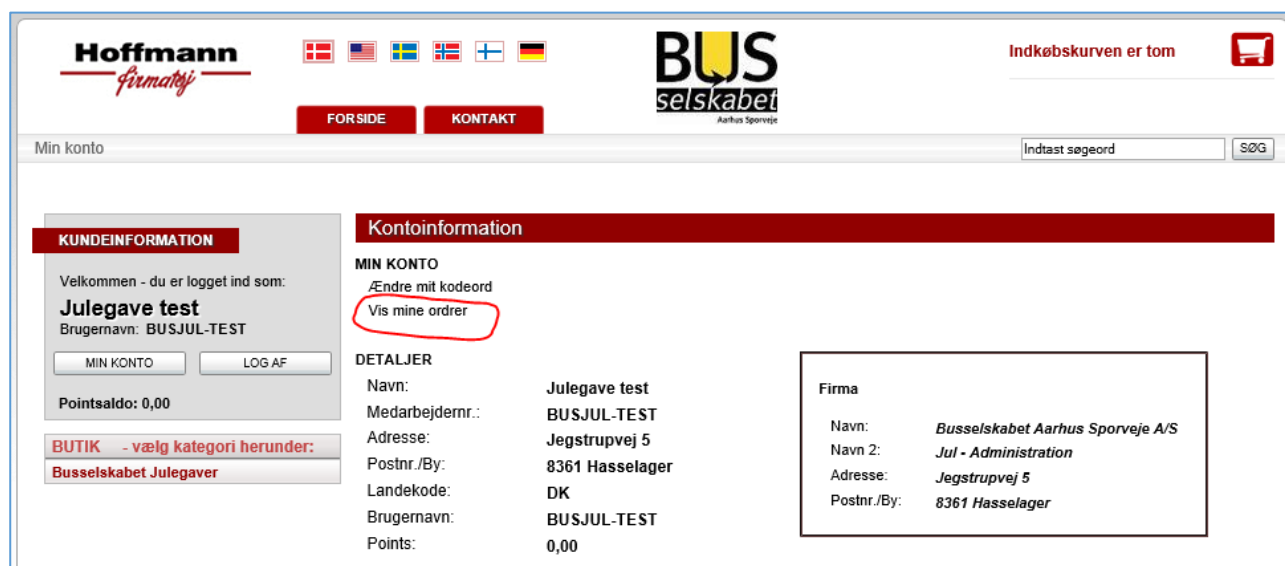 Hoffmann
firmatøj
BUS
selskabet
Aarhus Sporveje
Indkøbskurven er tom
FORSIDE
KONTAKT
Min konto
Indtast søgeord
SØG
KUNDEINFORMATION
Velkommen - du er logget ind som:
Julegave test
Brugernavn: BUSJUL-TEST
MIN KONTO
LOG AF
Pointsaldo: 0,00
BUTIK - vælg kategori herunder:
Busselskabet Julegaver
Kontoinformation
MIN KONTO
Ændre mit kodeord
Vis mine ordrer
DETALJER
Navn: Julegave test
Medarbejdernr.: BUSJUL-TEST
Adresse: Jegstrupvej 5
Postnr./By: 8361 Hasselager
Landekode: DK
Brugernavn: BUSJUL-TEST
Points: 0,00
Firma
Navn: Busselskabet Aarhus Sporveje A/S
Navn 2: Jul - Administration
Adresse: Jegstrupvej 5
Postnr./By: 8361 Hasselager